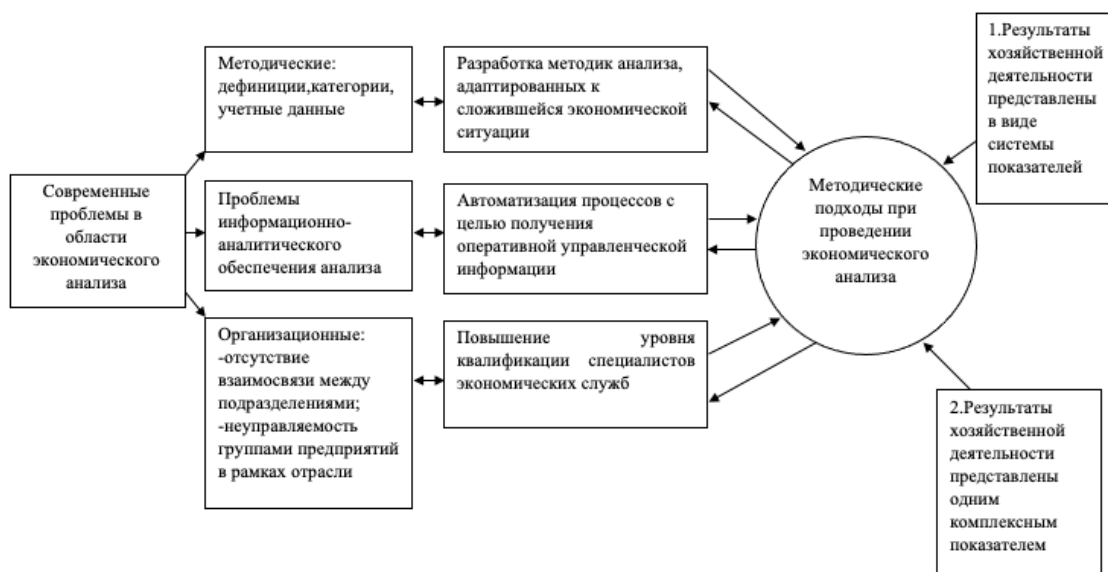 Современные
проблемы в
области
экономического
анализа
Методические:
дефиниции,категории,
учетные данные
Проблемы
информационно-
аналитического
обеспечения анализа
Организационные:
-отсутствие
взаимосвязи между
подразделениями;
-неуправляемость
группами предприятий
в рамках отрасли
Разработка методик анализа,
адаптированных к
сложившейся экономической
ситуации
Автоматизация процессов с
целью получения
оперативной управленческой
информации
Повышение уровня
квалификации специалистов
экономических служб
Методические
подходы при
проведении
экономического
анализа
1.Результаты
хозяйственной
деятельности
представлены
в виде
системы
показателей
2.Результаты
хозяйственной
деятельности
представлены
одним
комплексным
показателем